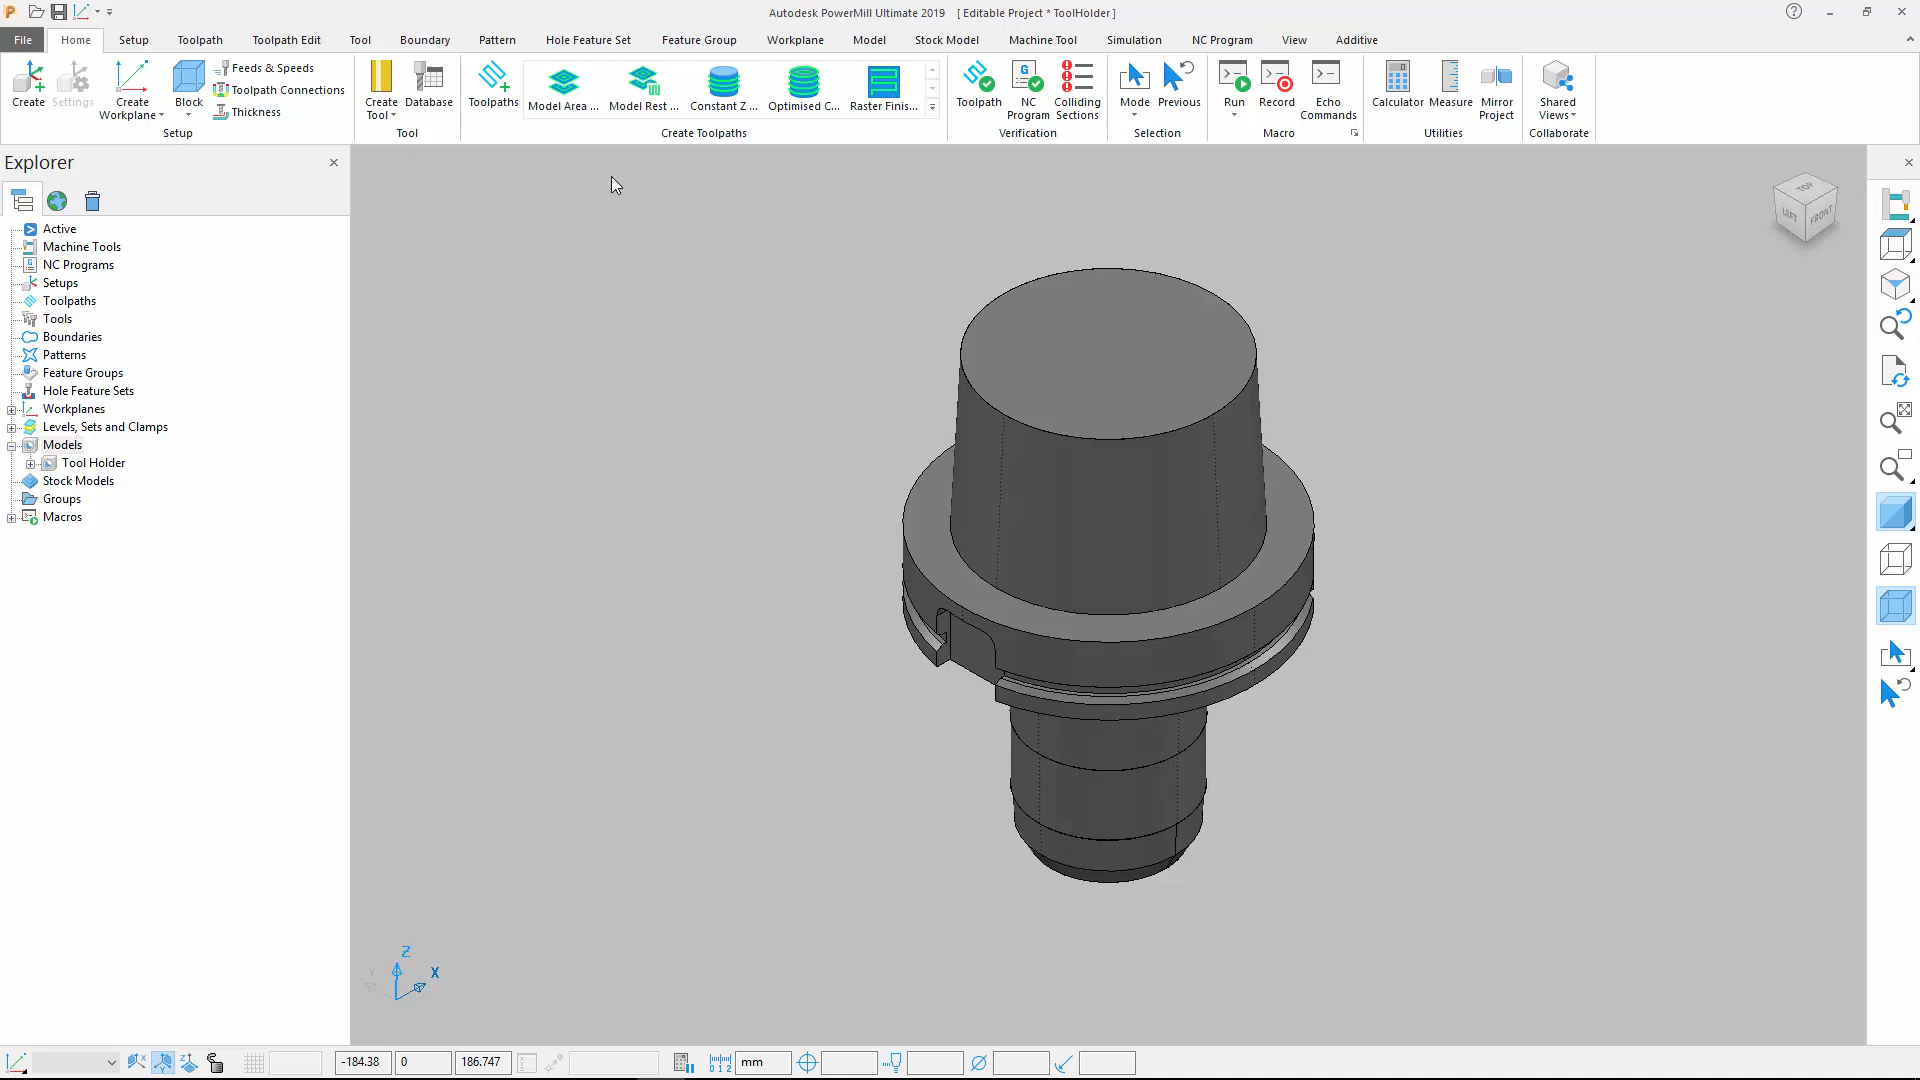 Autodesk PowerMill Ultimate 2019 [ Editable Project * ToolHolder ]
File Home Setup Toolpath Toolpath Edit Tool Boundary Pattern Hole Feature Set Feature Group Workplane Model Stock Model Machine Tool Simulation NC Program View Additive
Create
Settings
Create
Workplane
Block
Feeds & Speeds
Toolpath Connections
Thickness
Setup
Create
Tool
Database
Tool
Toolpaths
Model Area ...
Model Rest ...
Constant Z ...
Optimised C...
Raster Finis...
Create Toolpaths
Toolpath
NC
Program
Colliding
Sections
Verification
Mode
Previous
Selection
Run
Record
Echo
Commands
Macro
Calculator
Measure
Mirror
Project
Utilities
Shared
Views
Collaborate
Explorer
Active
Machine Tools
NC Programs
Setups
Toolpaths
Tools
Boundaries
Patterns
Feature Groups
Hole Feature Sets
Workplanes
Levels, Sets and Clamps
Models
Tool Holder
Stock Models
Groups
Macros
TOP
LEFT
FRONT
Z
X
Y
-184.38
0
186.747
mm